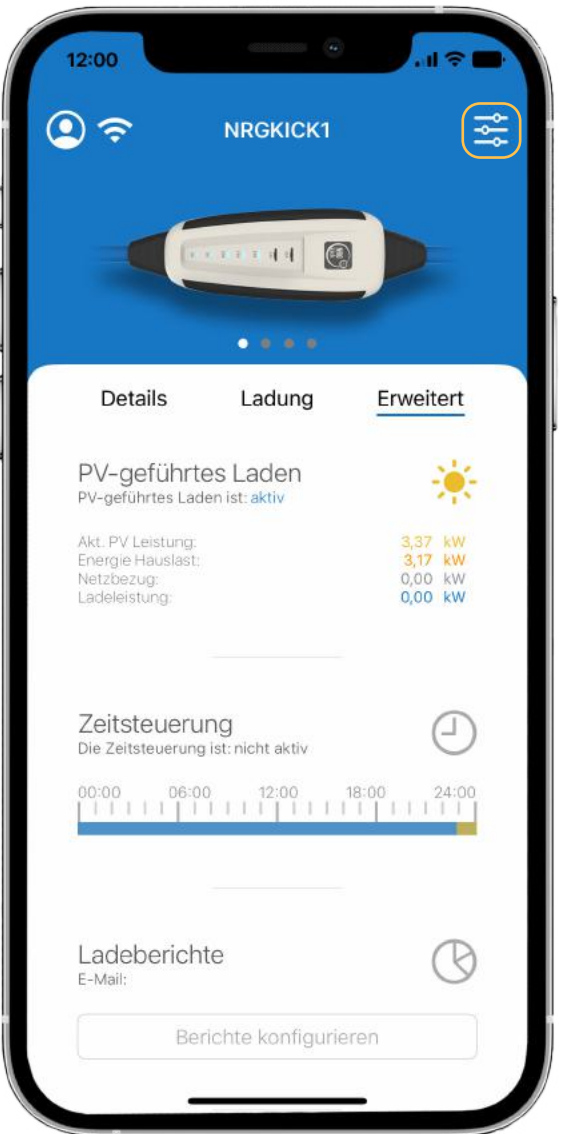 12:00
NRGKICK1
Details Ladung Erweitert
PV-geführtes Laden
PV-geführtes Laden ist: aktiv
Akt. PV Leistung: 3,37 kW
Energie Hauslast: 3,17 kW
Netzbezug: 0,00 kW
Ladeleistung: 0,00 kW
Zeitsteuerung
Die Zeitsteuerung ist: nicht aktiv
00:00 06:00 12:00 18:00 24:00
Ladeberichte
E-Mail:
Berichte konfigurieren